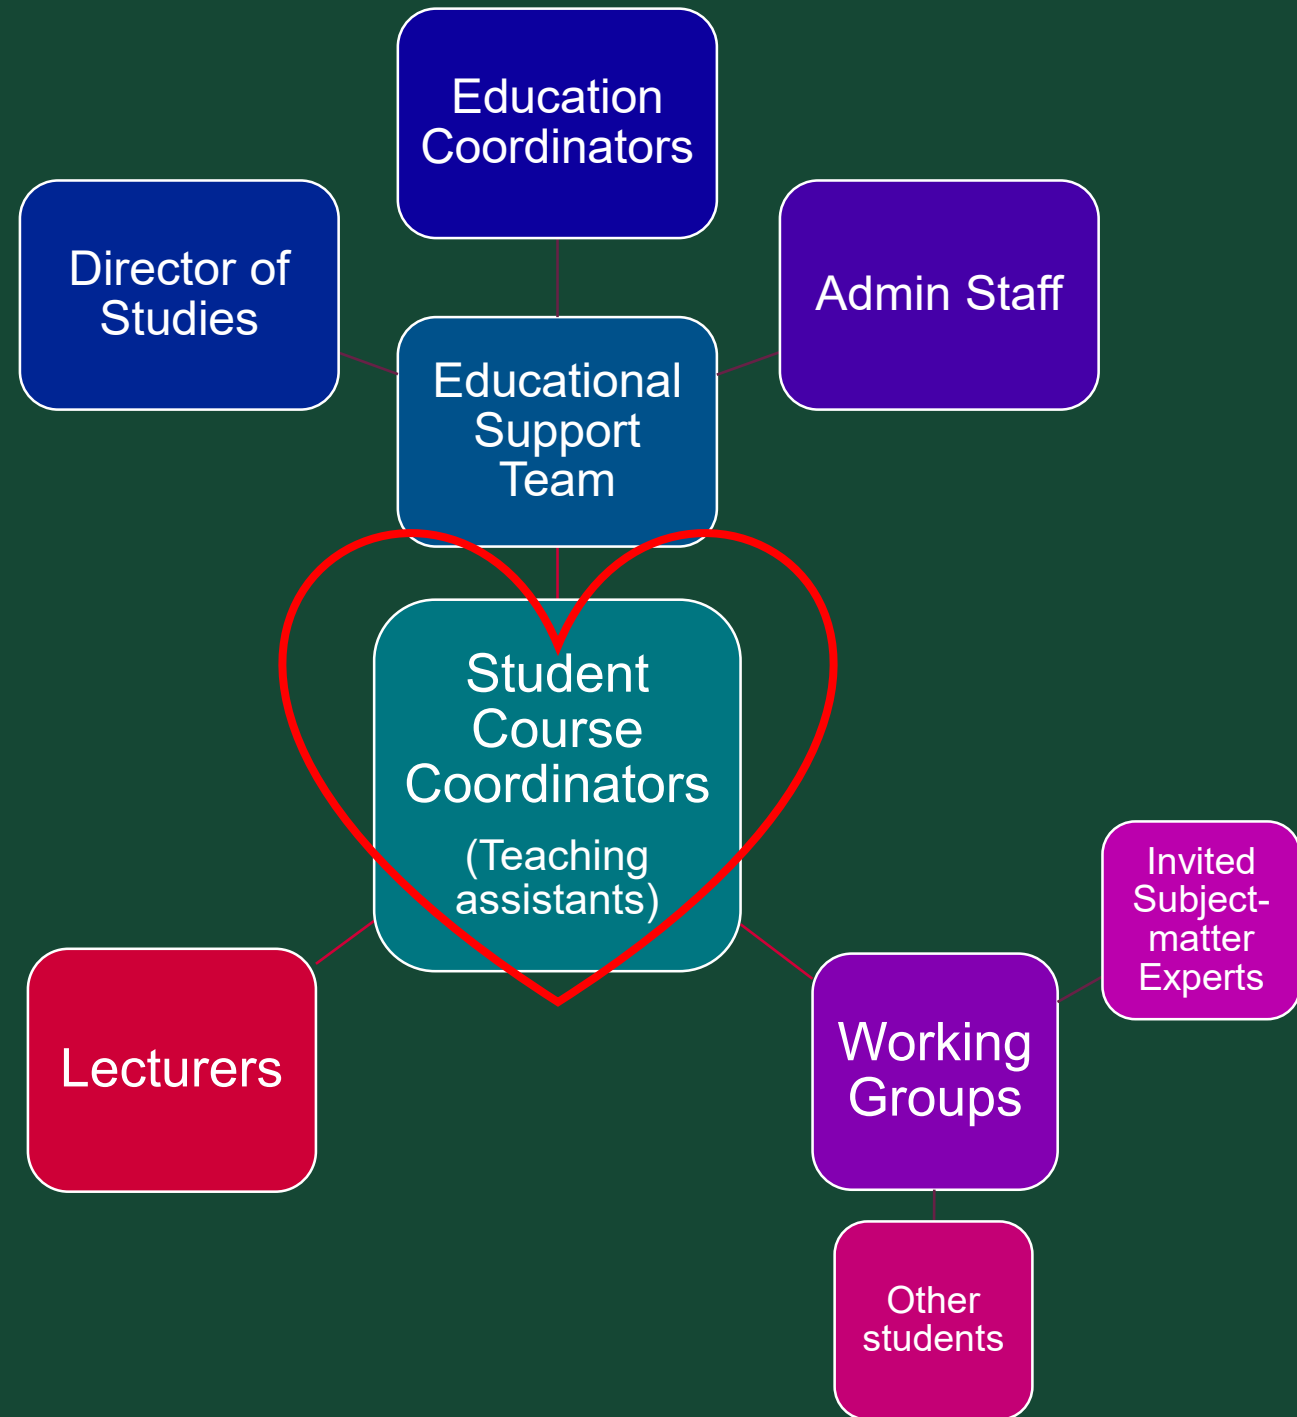 Education
Coordinators
Director of
Studies
Admin Staff
Educational
Support
Team
Student
Course
Coordinators
(Teaching
assistants)
Invited
Subject-
matter
Experts
Lecturers
Working
Groups
Other
students